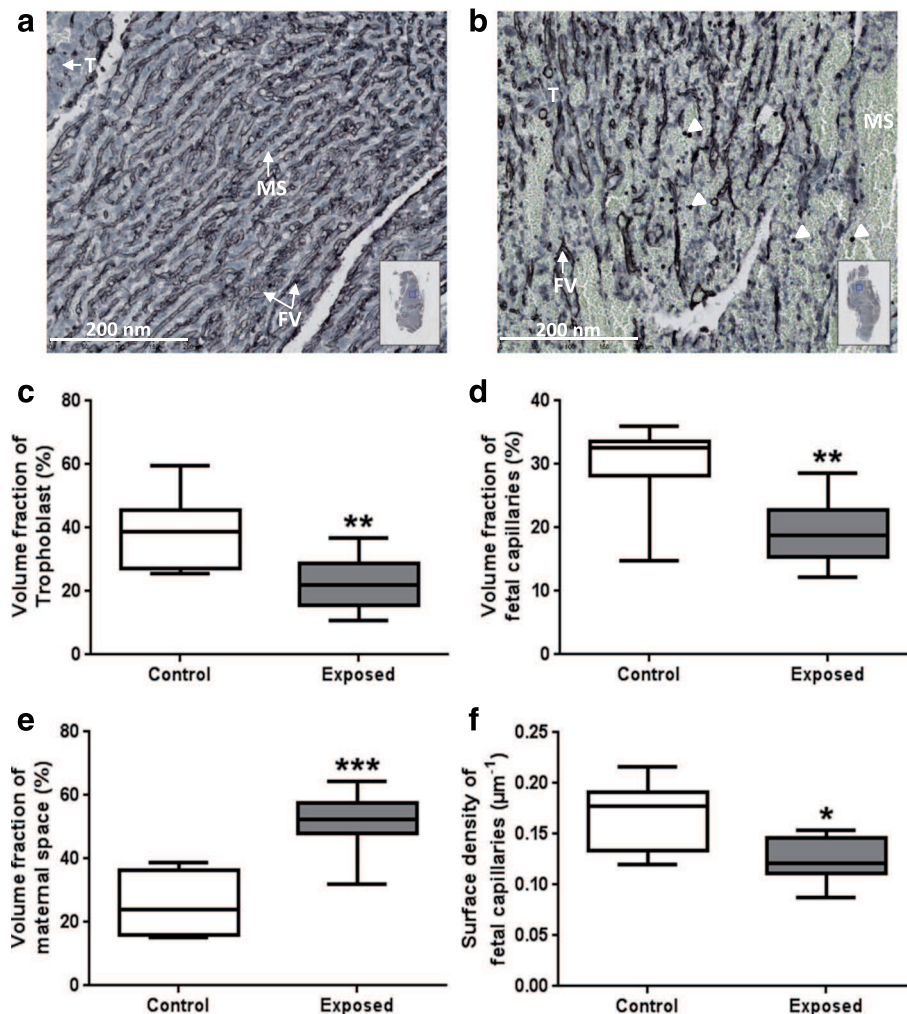 a
T
MS
FV
200 nm
b
T
MS
FV
200 nm
c
Volume fraction of
Trophoblast (%)
80
60
40
20
0
**
Control Exposed
d
Volume fraction of
fetal capillaries (%)
40
30
20
10
0
**
Control Exposed
e
Volume fraction of
maternal space (%)
80
60
40
20
0
***
Control Exposed
f
Surface density of
fetal capillaries (µm⁻¹)
0.25
0.20
0.15
0.10
0.05
0.00
*
Control Exposed